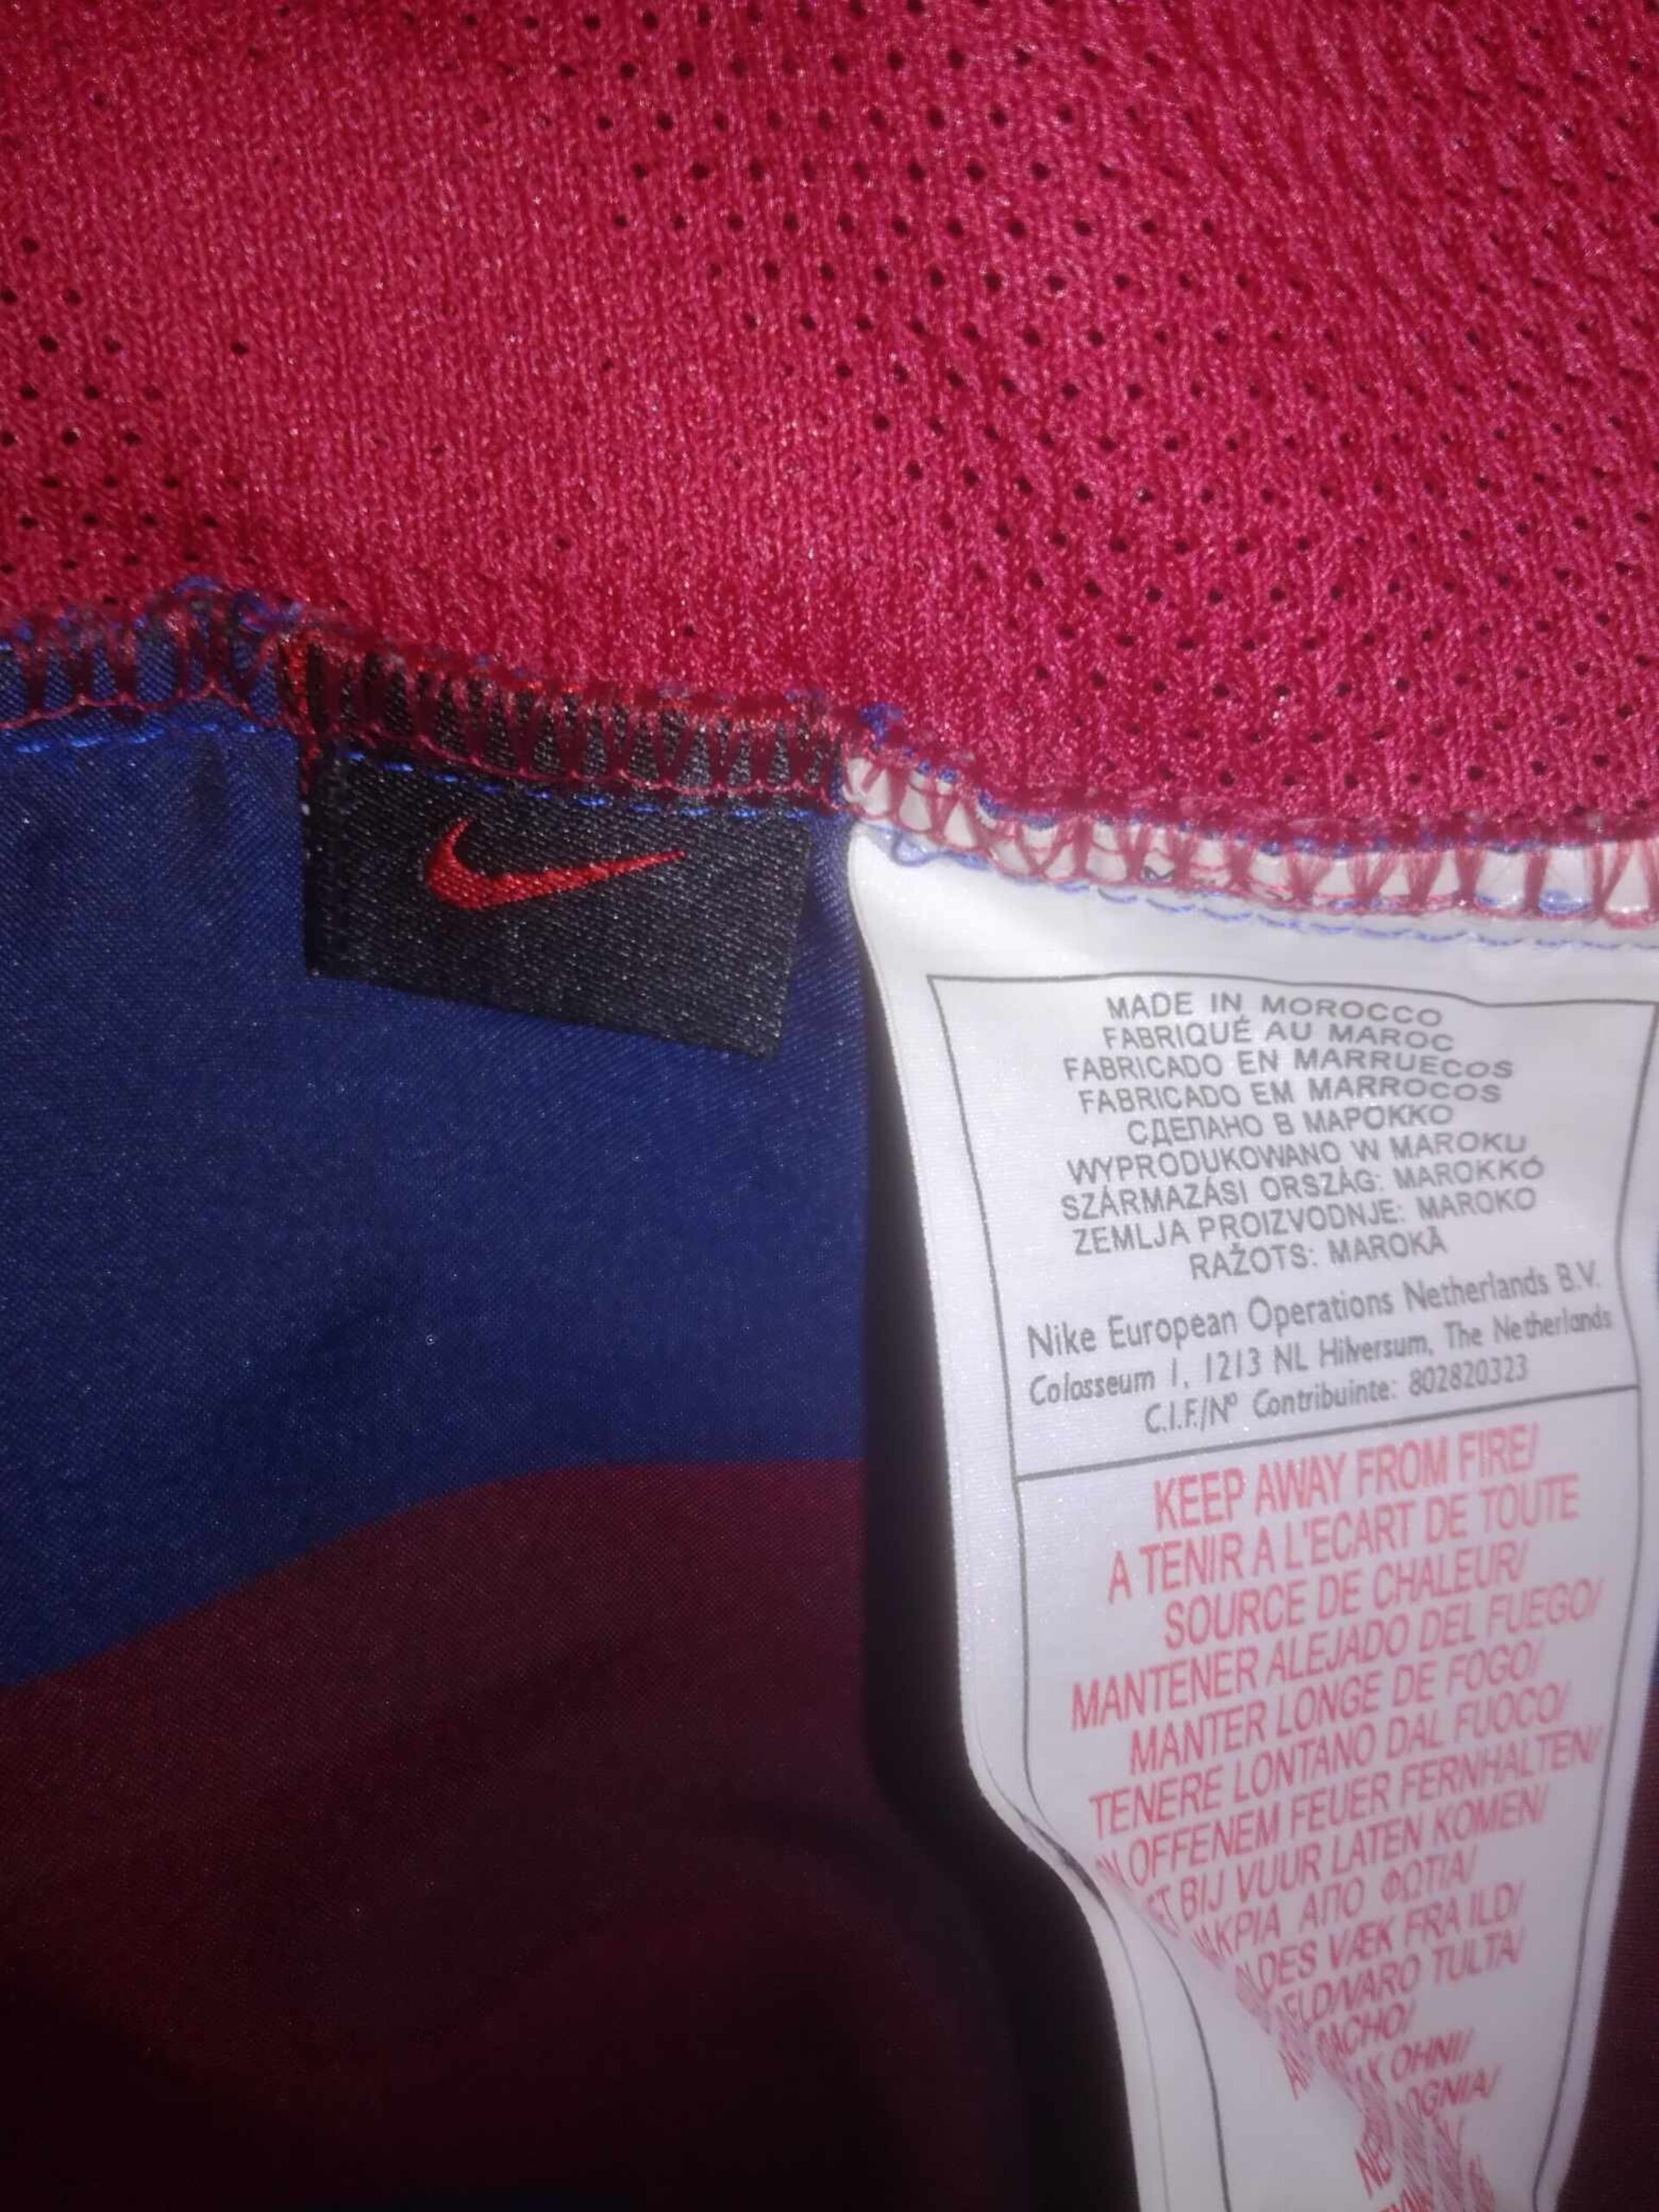 MADE IN MOROCCO
FABRIQUÉ AU MAROC
FABRICADO EN MARRUECOS
FABRICADO EM MARROCOS
СДЕЛАНО В МАРОККО
WYPRODUKOWANO W MAROKU
SZÁRMAZÁSI ORSZÁG: MAROKKÓ
ZEMLJA PROIZVODNJE: MAROKO
RAŽOTS: MAROKĀ
Nike European Operations Netherlands B.V.
Colosseum 1, 1213 NL Hilversum, The Netherlands
C.I.F./Nº Contribuinte: 802820323
KEEP AWAY FROM FIRE/
A TENIR A L'ECART DE TOUTE
SOURCE DE CHALEUR/
MANTENER ALEJADO DEL FUEGO/
MANTER LONGE DE FOGO/
TENERE LONTANO DAL FUOCO/
OFFENEM FEUER FERNHALTEN/
BIJ VUUR LATEN KOMEN/
ΑΠΟ ΦΩΤΙΑ/
VÆK FRA ILD/
TULTA/
OHNI/